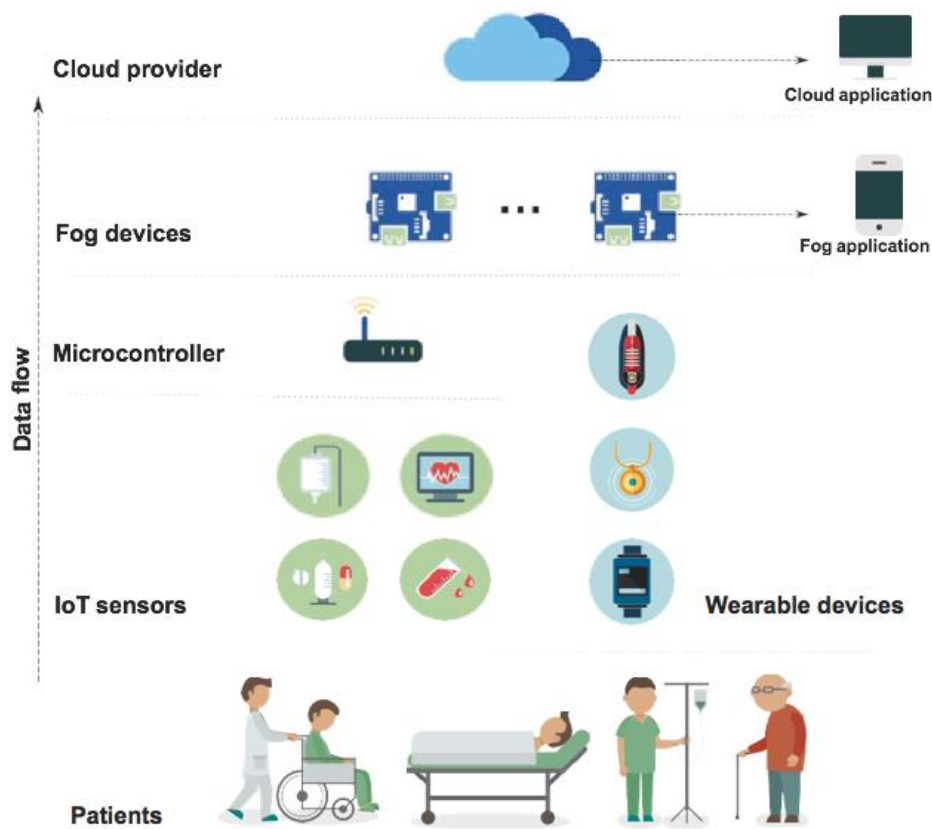 Cloud provider
Cloud application
Fog devices
Fog application
Microcontroller
Data flow
IoT sensors
Wearable devices
Patients